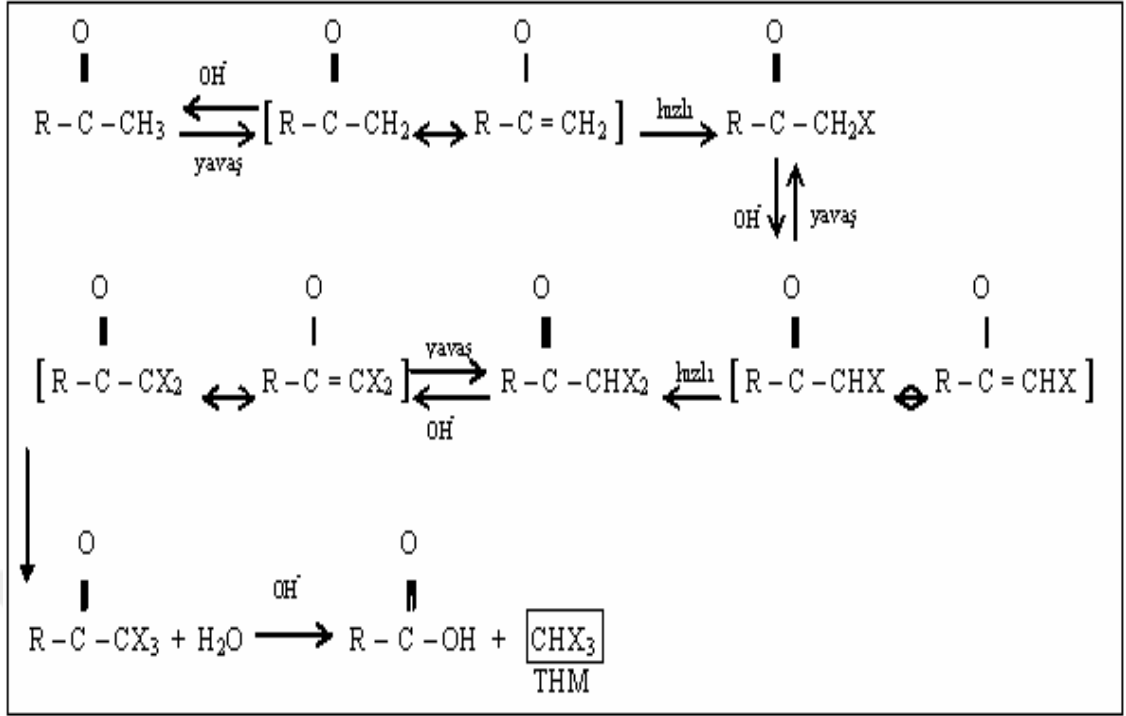 O O O O
OH⁻
R – C – CH₃ [ R – C – CH₂ R – C = CH₂ ] hızlı R – C – CH₂X
yavaş
OH⁻ yavaş
O O O O O
yavaş
[ R – C – CX₂ R – C = CX₂ ] R – C – CHX₂ hızlı [ R – C – CHX R – C = CHX ]
OH⁻
O O
OH⁻
R – C – CX₃ + H₂O R – C – OH + CHX₃
THM